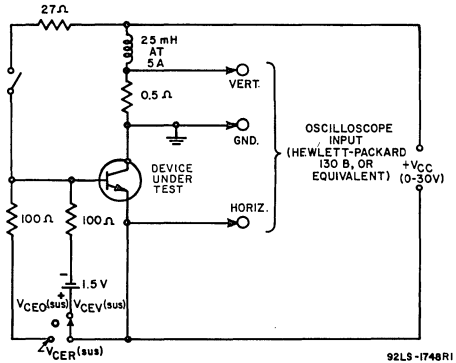 27Ω
25 mH
AT
5 A
VERT.
0.5 Ω
GND.
OSCILLOSCOPE
INPUT
(HEWLETT-PACKARD
130 B, OR
EQUIVALENT)
+VCC
(0-30V)
DEVICE
UNDER
TEST
HORIZ.
100 Ω
100 Ω
−
1.5 V
+
VCEO(sus)
VCEV(sus)
VCER(sus)
92LS-1748R1